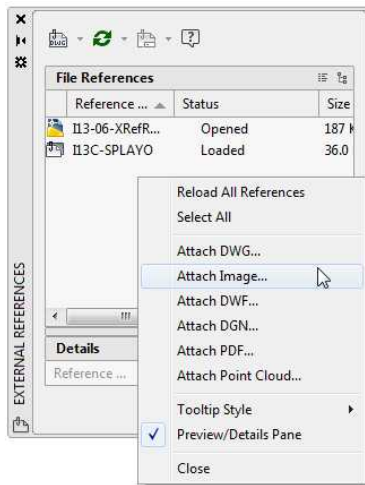 DWG
?
File References
Reference ... Status Size
I13-06-XRefR... Opened 187 K
I13C-SPLAYO Loaded 36.0
Reload All References
Select All
Attach DWG...
Attach Image...
Attach DWF...
Attach DGN...
Attach PDF...
Attach Point Cloud...
Tooltip Style
Preview/Details Pane
Close
Details
Reference ...
EXTERNAL REFERENCES